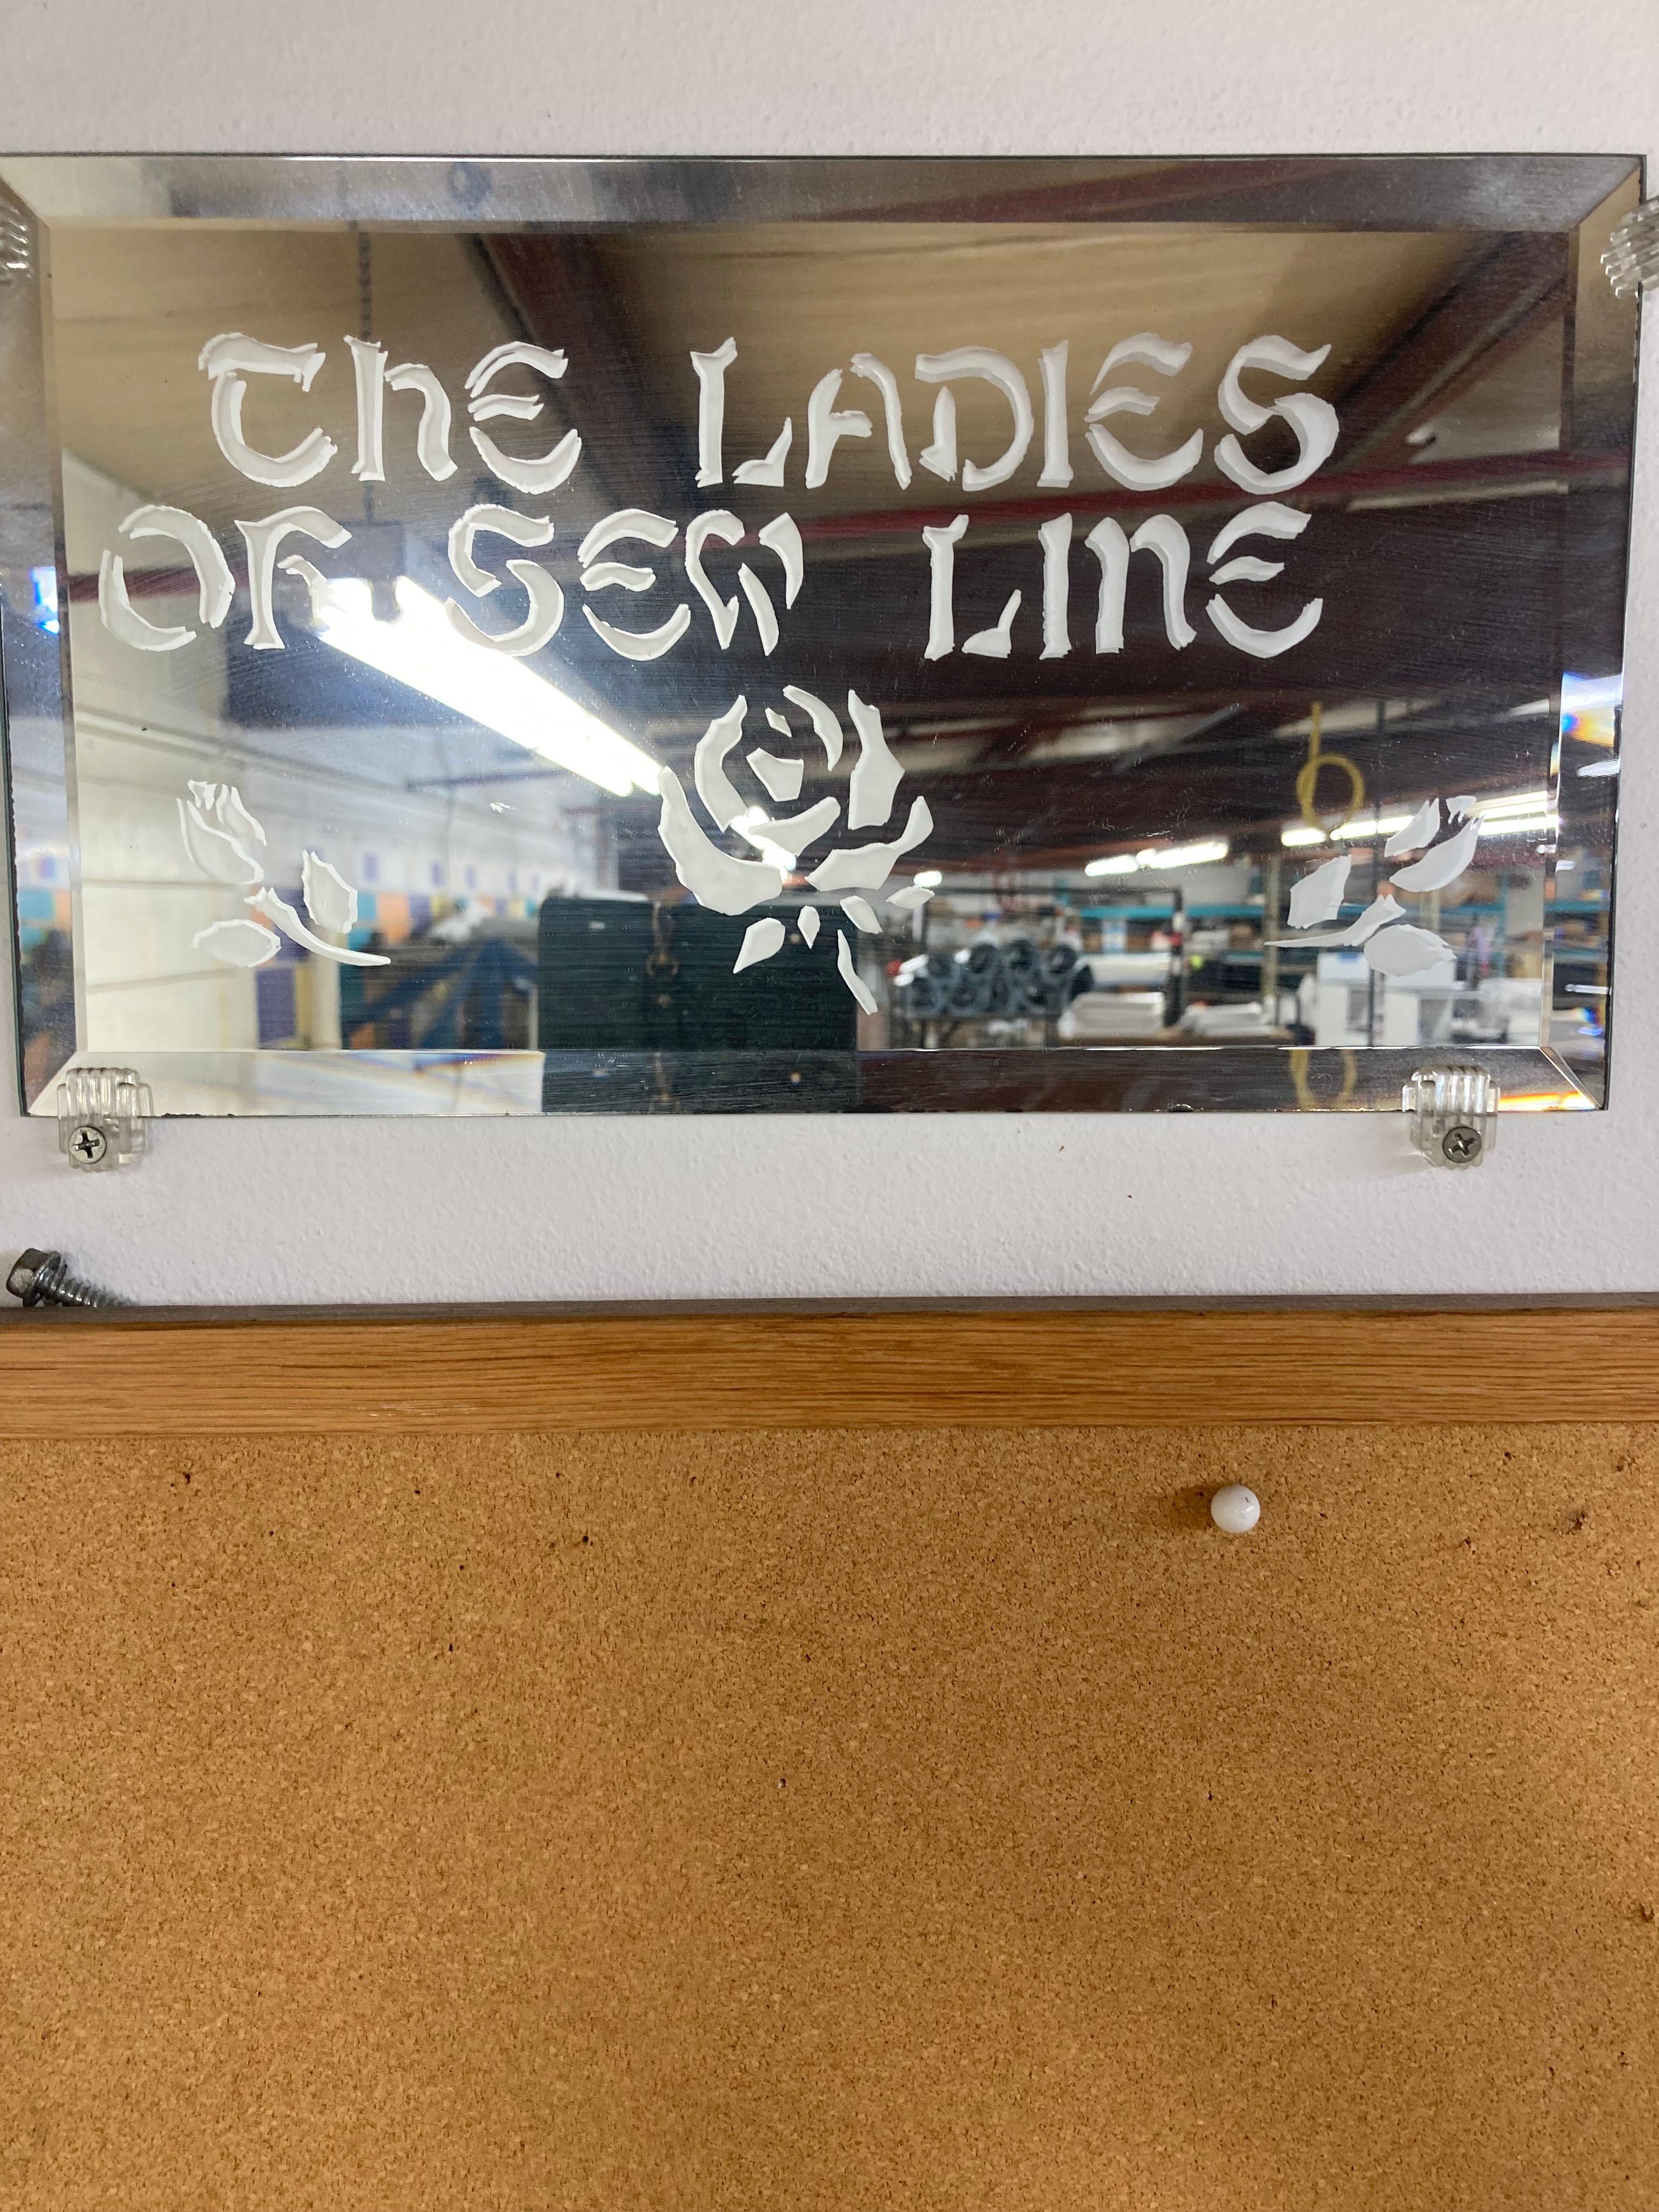 The LADIES
OF SEW LINE